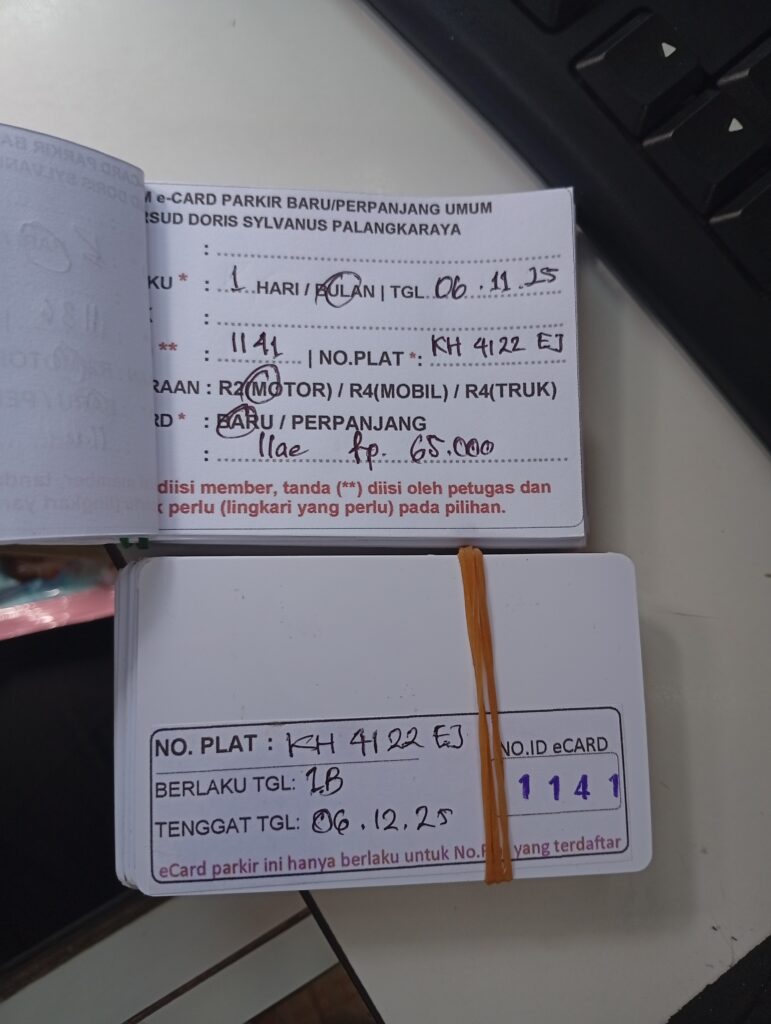 M e-CARD PARKIR BARU/PERPANJANG UMUM
RSUD DORIS SYLVANUS PALANGKARAYA
:
KU * : 1 HARI / BULAN | TGL. 06.11.25
:
** : 1141 | NO.PLAT *: KH 4122 EJ
RAAN : R2(MOTOR) / R4(MOBIL) / R4(TRUK)
RD * : BARU / PERPANJANG
: Rp. 65.000
diisi member, tanda (**) diisi oleh petugas dan
perlu (lingkari yang perlu) pada pilihan.
NO. PLAT : KH 4122 EJ
NO.ID eCARD
BERLAKU TGL: 1B
1141
TENGGAT TGL: 06.12.25
eCard parkir ini hanya berlaku untuk No. yang terdaftar